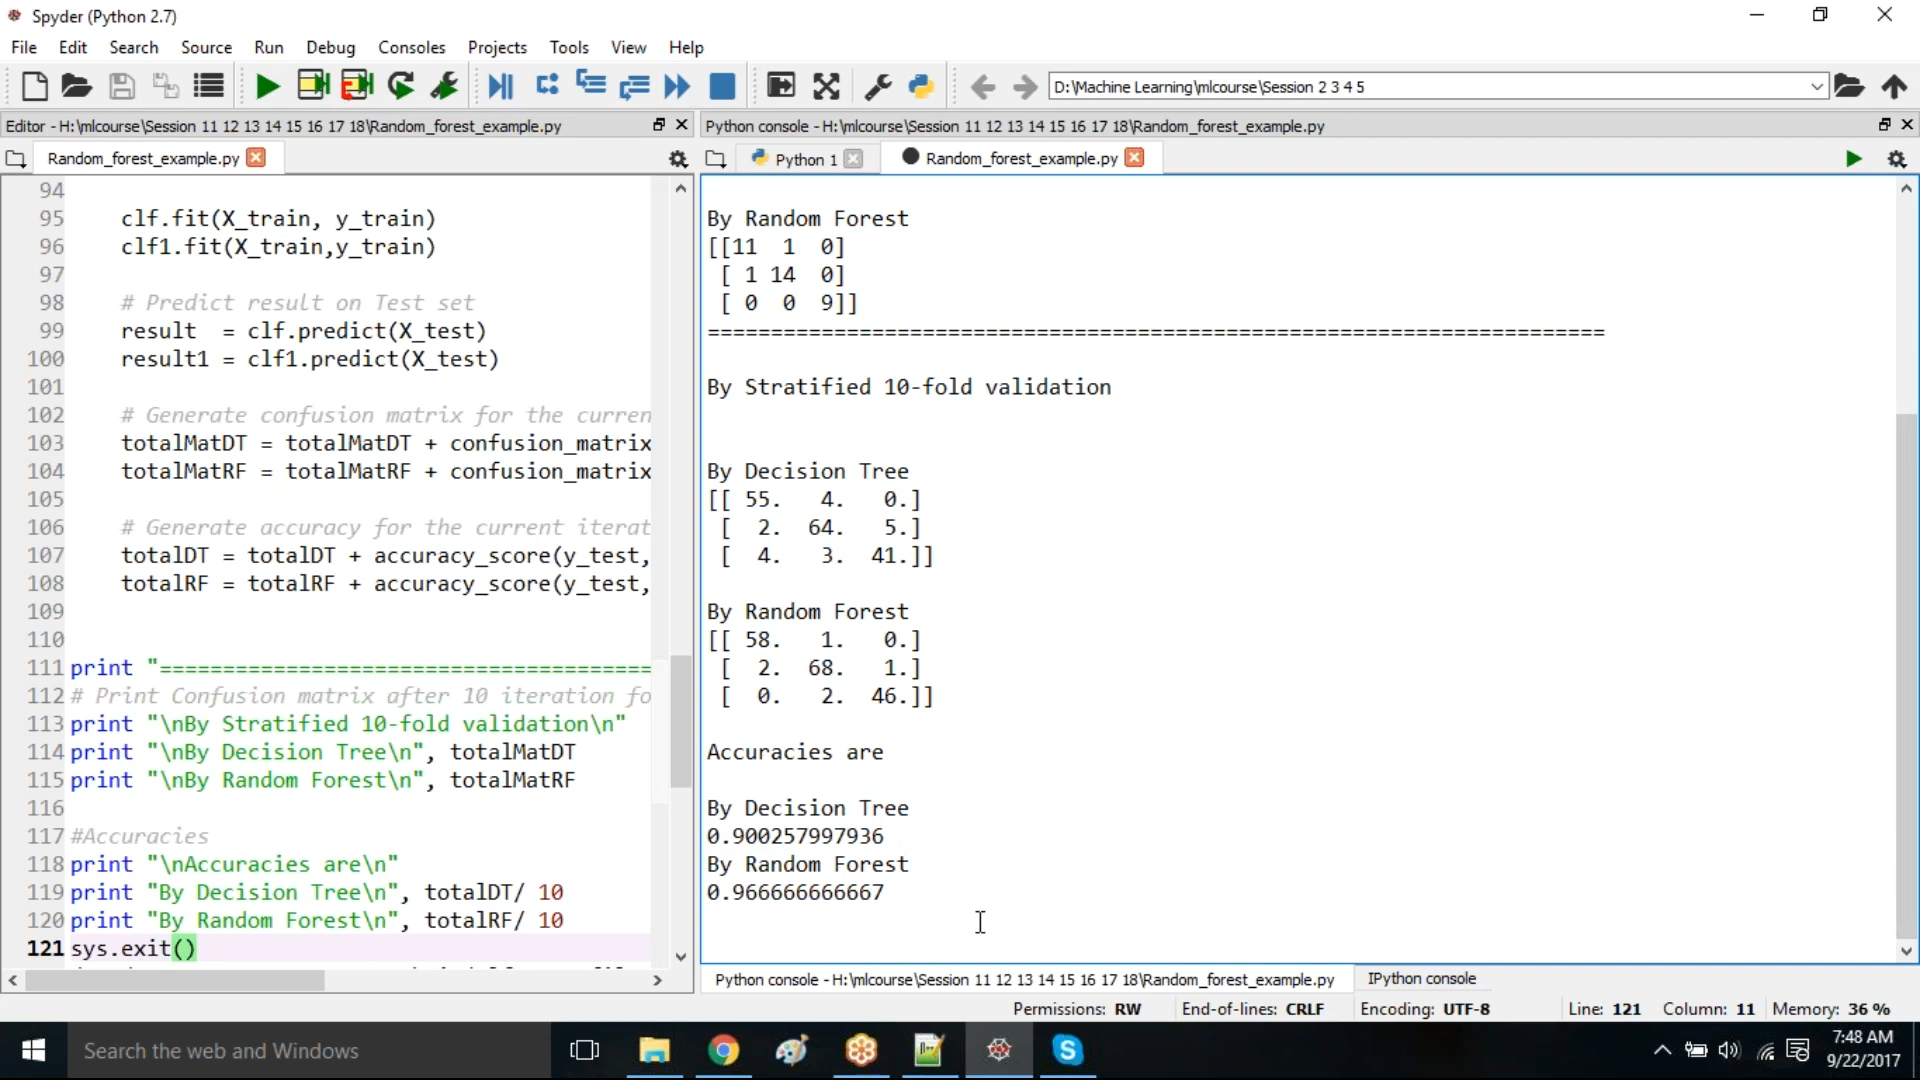 Spyder (Python 2.7)
File Edit Search Source Run Debug Consoles Projects Tools View Help
D:\Machine Learning\mlcourse\Session 2 3 4 5
Editor - H:\mlcourse\Session 11 12 13 14 15 16 17 18\Random_forest_example.py
Random_forest_example.py
94
95     clf.fit(X_train, y_train)
96     clf1.fit(X_train,y_train)
97
98     # Predict result on Test set
99     result  = clf.predict(X_test)
100     result1 = clf1.predict(X_test)
101
102     # Generate confusion matrix for the curren
103     totalMatDT = totalMatDT + confusion_matrix
104     totalMatRF = totalMatRF + confusion_matrix
105
106     # Generate accuracy for the current iterat
107     totalDT = totalDT + accuracy_score(y_test,
108     totalRF = totalRF + accuracy_score(y_test,
109
110
111 print "=======================================
112 # Print Confusion matrix after 10 iteration fo
113 print "\nBy Stratified 10-fold validation\n"
114 print "\nBy Decision Tree\n", totalMatDT
115 print "\nBy Random Forest\n", totalMatRF
116
117 #Accuracies
118 print "\nAccuracies are\n"
119 print "By Decision Tree\n", totalDT/ 10
120 print "By Random Forest\n", totalRF/ 10
121 sys.exit()
Python console - H:\mlcourse\Session 11 12 13 14 15 16 17 18\Random_forest_example.py
Python 1 Random_forest_example.py
By Random Forest
[[11  1  0]
 [ 1 14  0]
 [ 0  0  9]]
=======================================================================
By Stratified 10-fold validation
By Decision Tree
[[ 55.   4.   0.]
 [  2.  64.   5.]
 [  4.   3.  41.]]
By Random Forest
[[ 58.   1.   0.]
 [  2.  68.   1.]
 [  0.   2.  46.]]
Accuracies are
By Decision Tree
0.900257997936
By Random Forest
0.966666666667
Python console - H:\mlcourse\Session 11 12 13 14 15 16 17 18\Random_forest_example.py IPython console
Permissions: RW End-of-lines: CRLF Encoding: UTF-8 Line: 121 Column: 11 Memory: 36 %
Search the web and Windows
7:48 AM
9/22/2017